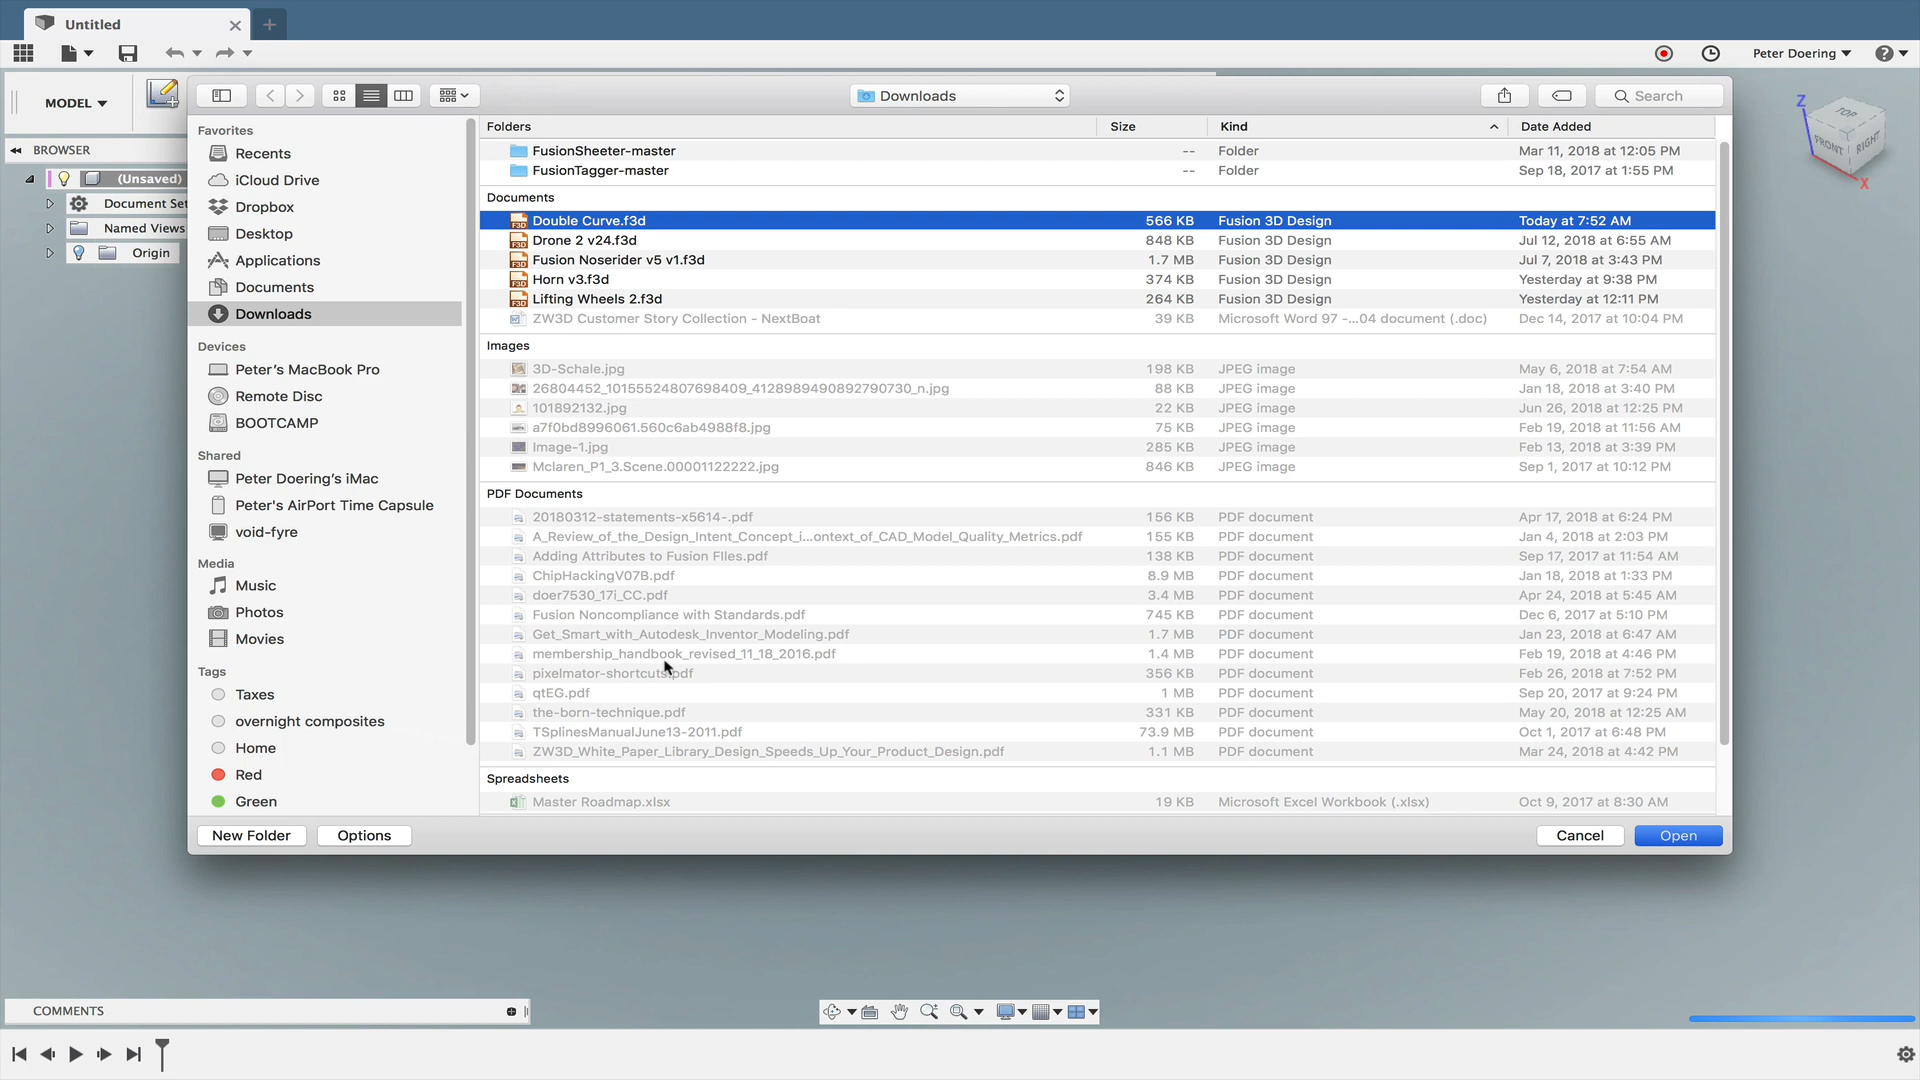 Untitled
Peter Doering
MODEL
Downloads
Search
BROWSER
(Unsaved)
Document Set
Named Views
Origin
Favorites
Recents
iCloud Drive
Dropbox
Desktop
Applications
Documents
Downloads
Devices
Peter's MacBook Pro
Remote Disc
BOOTCAMP
Shared
Peter Doering's iMac
Peter's AirPort Time Capsule
void-fyre
Media
Music
Photos
Movies
Tags
Taxes
overnight composites
Home
Red
Green
Folders Size Kind Date Added
FusionSheeter-master -- Folder Mar 11, 2018 at 12:05 PM
FusionTagger-master -- Folder Sep 18, 2017 at 1:55 PM
Documents
Double Curve.f3d 566 KB Fusion 3D Design Today at 7:52 AM
Drone 2 v24.f3d 848 KB Fusion 3D Design Jul 12, 2018 at 6:55 AM
Fusion Noserider v5 v1.f3d 1.7 MB Fusion 3D Design Jul 7, 2018 at 3:43 PM
Horn v3.f3d 374 KB Fusion 3D Design Yesterday at 9:38 PM
Lifting Wheels 2.f3d 264 KB Fusion 3D Design Yesterday at 12:11 PM
ZW3D Customer Story Collection - NextBoat 39 KB Microsoft Word 97 -...04 document (.doc) Dec 14, 2017 at 10:04 PM
Images
3D-Schale.jpg 198 KB JPEG image May 6, 2018 at 7:54 AM
26804452_10155524807698409_4128989490892790730_n.jpg 88 KB JPEG image Jan 18, 2018 at 3:40 PM
101892132.jpg 22 KB JPEG image Jun 26, 2018 at 12:25 PM
a7f0bd8996061.560c6ab4988f8.jpg 75 KB JPEG image Feb 19, 2018 at 11:56 AM
Image-1.jpg 285 KB JPEG image Feb 13, 2018 at 3:39 PM
Mclaren_P1_3.Scene.00001122222.jpg 846 KB JPEG image Sep 1, 2017 at 10:12 PM
PDF Documents
20180312-statements-x5614-.pdf 156 KB PDF document Apr 17, 2018 at 6:24 PM
A_Review_of_the_Design_Intent_Concept_i...ontext_of_CAD_Model_Quality_Metrics.pdf 155 KB PDF document Jan 4, 2018 at 2:03 PM
Adding Attributes to Fusion FIles.pdf 138 KB PDF document Sep 17, 2017 at 11:54 AM
ChipHackingV07B.pdf 8.9 MB PDF document Jan 18, 2018 at 1:33 PM
doer7530_17i_CC.pdf 3.4 MB PDF document Apr 24, 2018 at 5:45 AM
Fusion Noncompliance with Standards.pdf 745 KB PDF document Dec 6, 2017 at 5:10 PM
Get_Smart_with_Autodesk_Inventor_Modeling.pdf 1.7 MB PDF document Jan 23, 2018 at 6:47 AM
membership_handbook_revised_11_18_2016.pdf 1.4 MB PDF document Feb 19, 2018 at 4:46 PM
pixelmator-shortcuts.pdf 356 KB PDF document Feb 26, 2018 at 7:52 PM
qtEG.pdf 1 MB PDF document Sep 20, 2017 at 9:24 PM
the-born-technique.pdf 331 KB PDF document May 20, 2018 at 12:25 AM
TSplinesManualJune13-2011.pdf 73.9 MB PDF document Oct 1, 2017 at 6:48 PM
ZW3D_White_Paper_Library_Design_Speeds_Up_Your_Product_Design.pdf 1.1 MB PDF document Mar 24, 2018 at 4:42 PM
Spreadsheets
Master Roadmap.xlsx 19 KB Microsoft Excel Workbook (.xlsx) Oct 9, 2017 at 8:30 AM
New Folder Options Cancel Open
Z
TOP
FRONT
RIGHT
X
COMMENTS